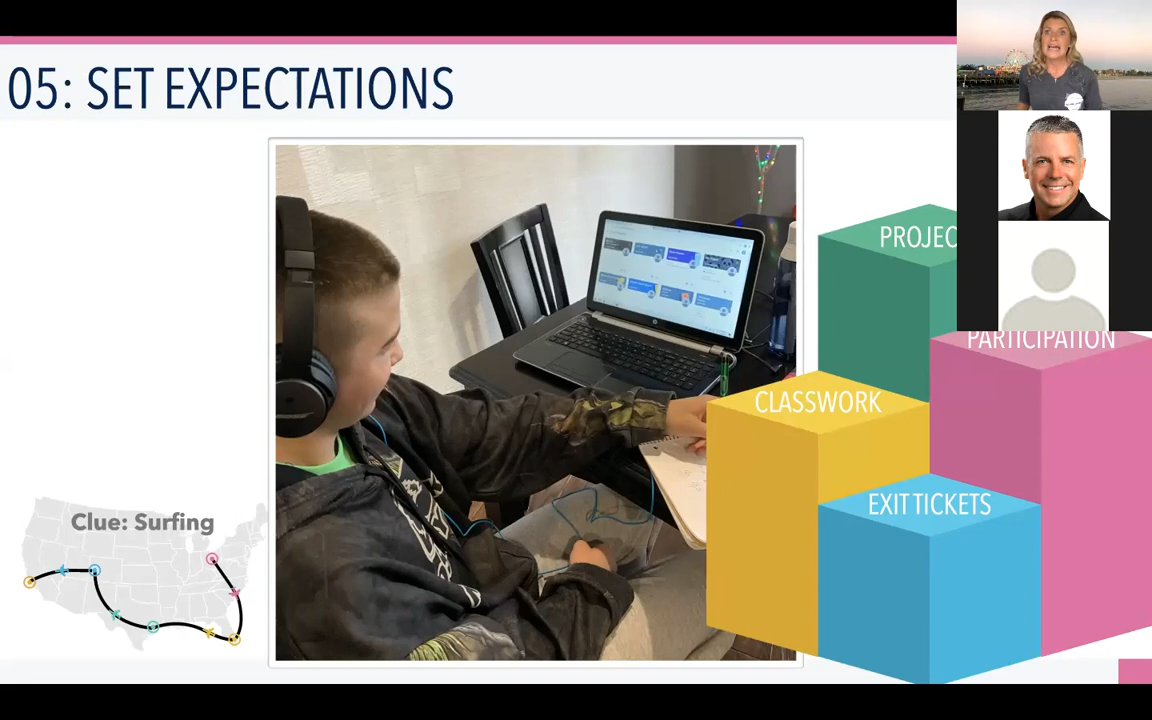 05: SET EXPECTATIONS
PROJEC
PARTICIPATION
CLASSWORK
EXIT TICKETS
Clue: Surfing